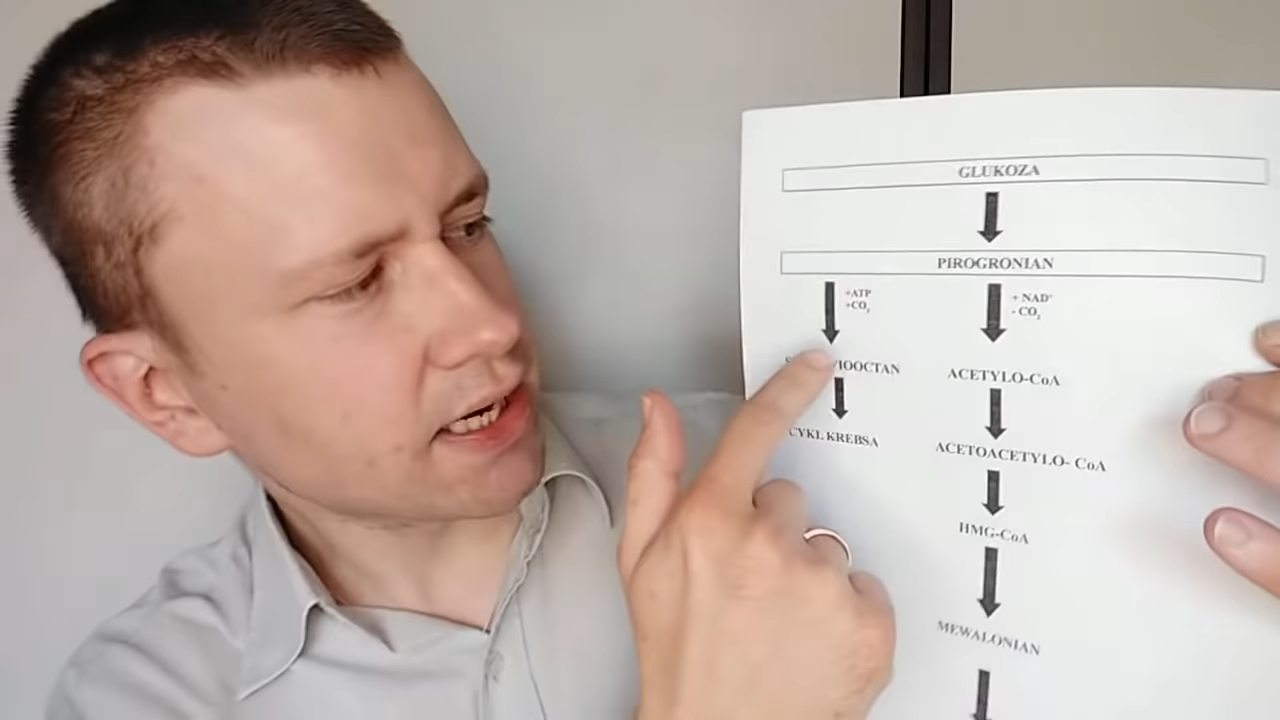 GLUKOZA
PIROGRONIAN
+ATP
+CO₂
+ NAD⁺
- CO₂
ACETYLO-CoA
CYKL KREBSA
ACETOACETYLO- CoA
HMG-CoA
MEWALONIAN